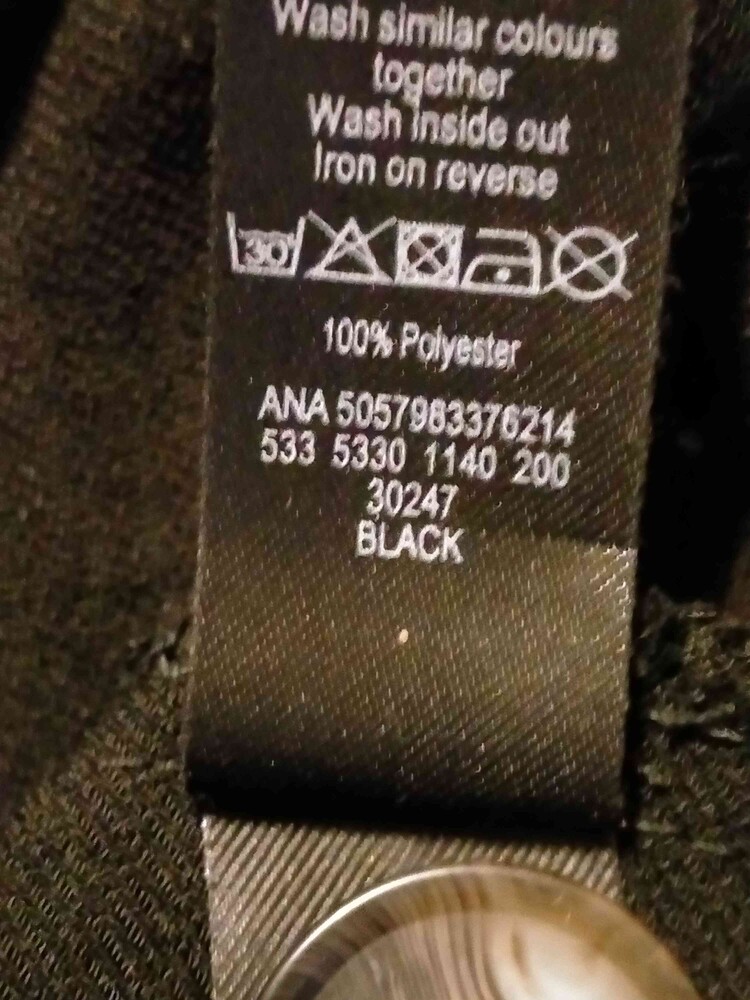 Wash similar colours
together
Wash inside out
Iron on reverse
30
100% Polyester
ANA 5057983376214
533 5330 1140 200
30247
BLACK